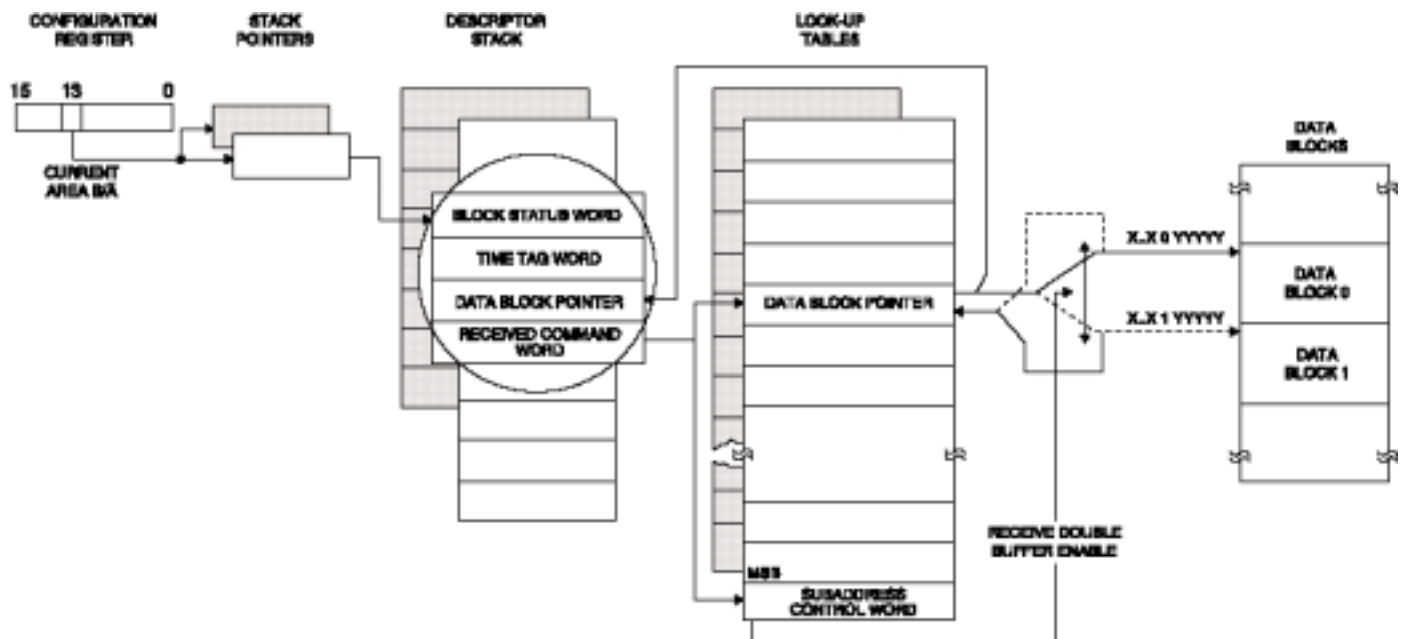 CONFIGURATION
REGISTER
STACK
POINTERS
DESCRIPTOR
STACK
LOOK-UP
TABLES
15 13 0
CURRENT
AREA B/A
BLOCK STATUS WORD
TIME TAG WORD
DATA BLOCK POINTER
RECEIVED COMMAND
WORD
DATA BLOCK POINTER
DATA
BLOCKS
X..X 0 YYYYY
DATA
BLOCK 0
X..X 1 YYYYY
DATA
BLOCK 1
RECEIVE DOUBLE
BUFFER ENABLE
MSB
SUBADDRESS
CONTROL WORD